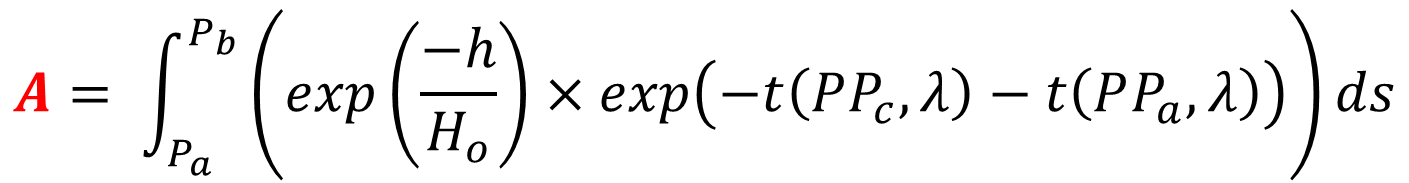 A = ∫_{P_a}^{P_b} ( exp ( -h / H_o ) × exp(-t(PP_c, λ) - t(PP_a, λ)) ) ds